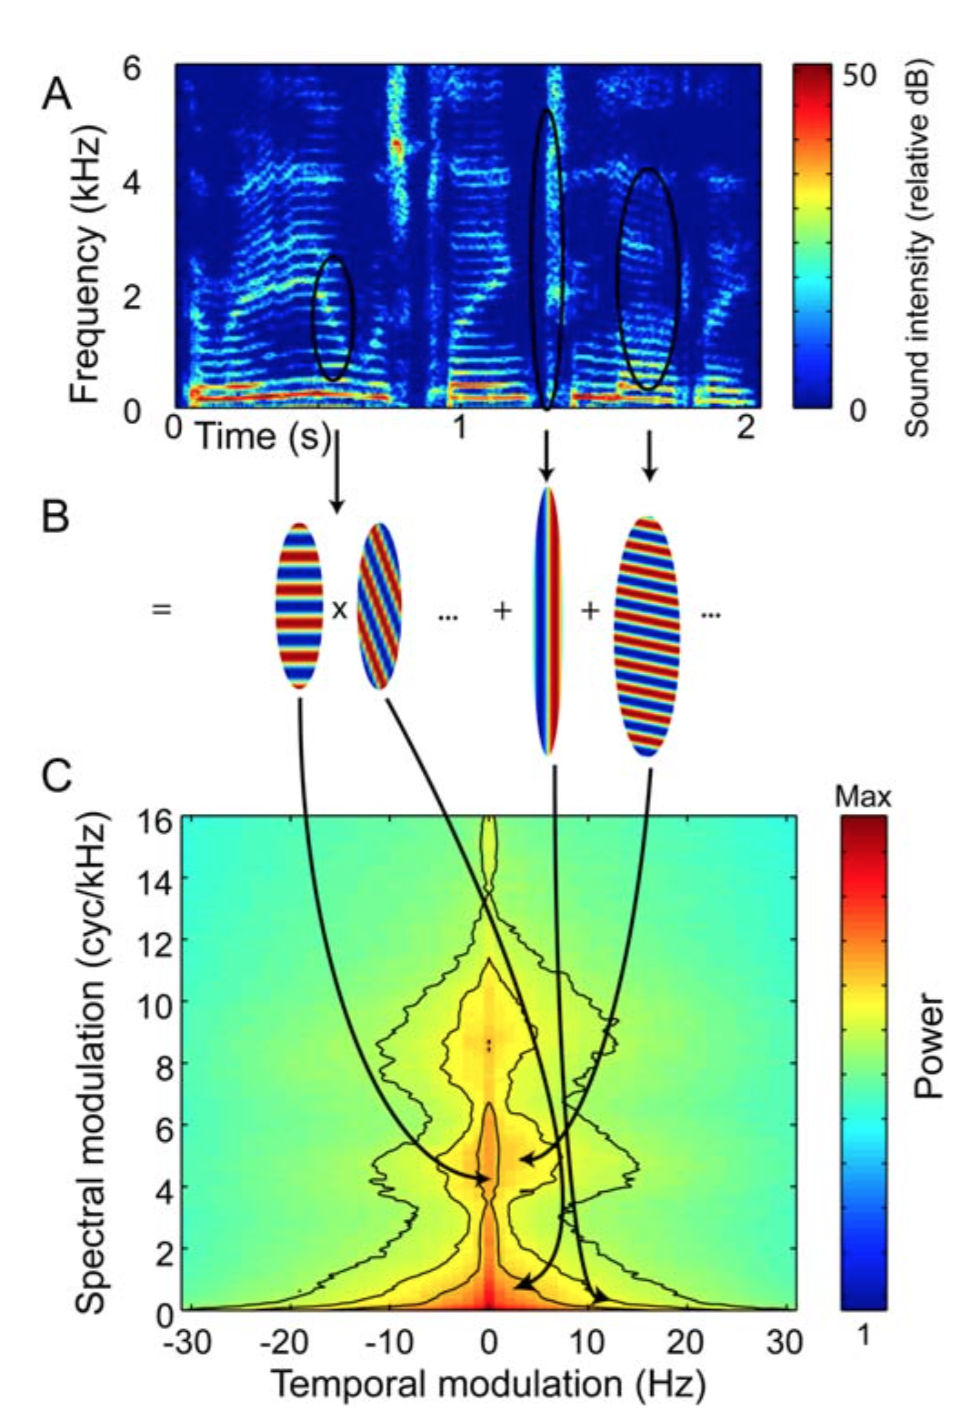 A
Frequency (kHz)
6
4
2
0
0 Time (s) 1 2
50
0
Sound intensity (relative dB)
B
= x ... + + ...
C
Spectral modulation (cyc/kHz)
16
14
12
10
8
6
4
2
0
-30 -20 -10 0 10 20 30
Temporal modulation (Hz)
Max
1
Power